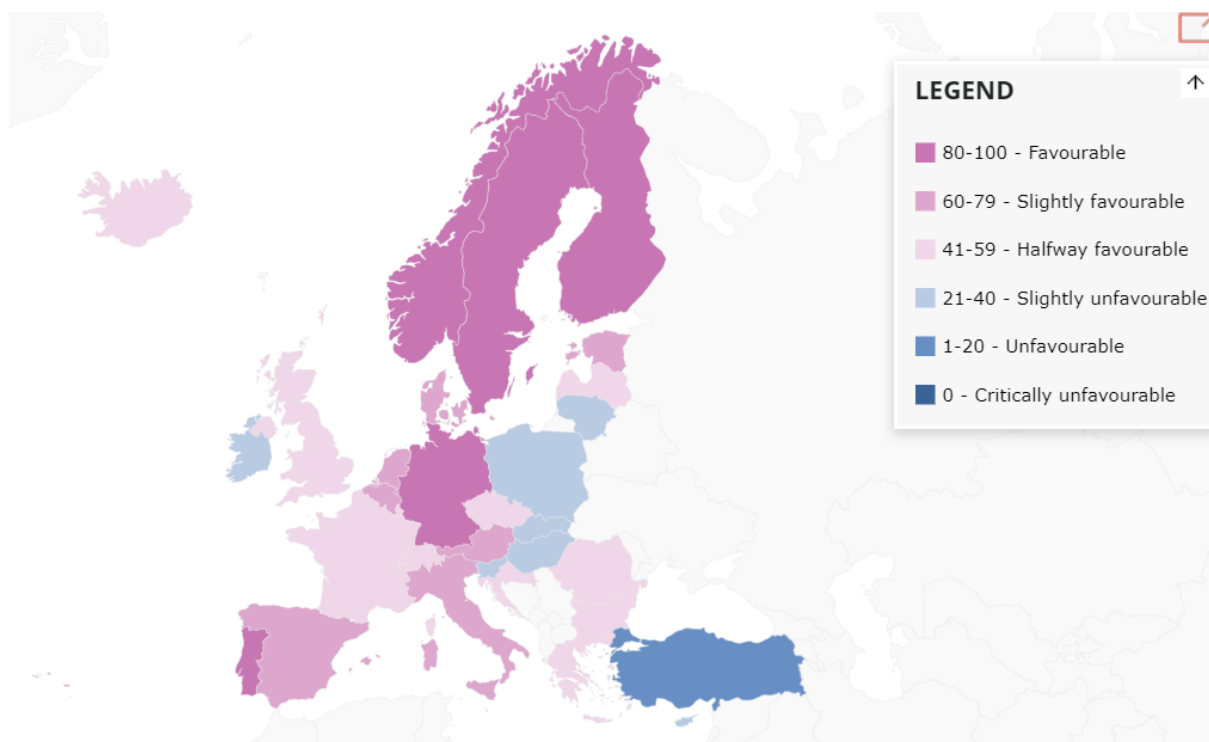 LEGEND
80-100 - Favourable
60-79 - Slightly favourable
41-59 - Halfway favourable
21-40 - Slightly unfavourable
1-20 - Unfavourable
0 - Critically unfavourable